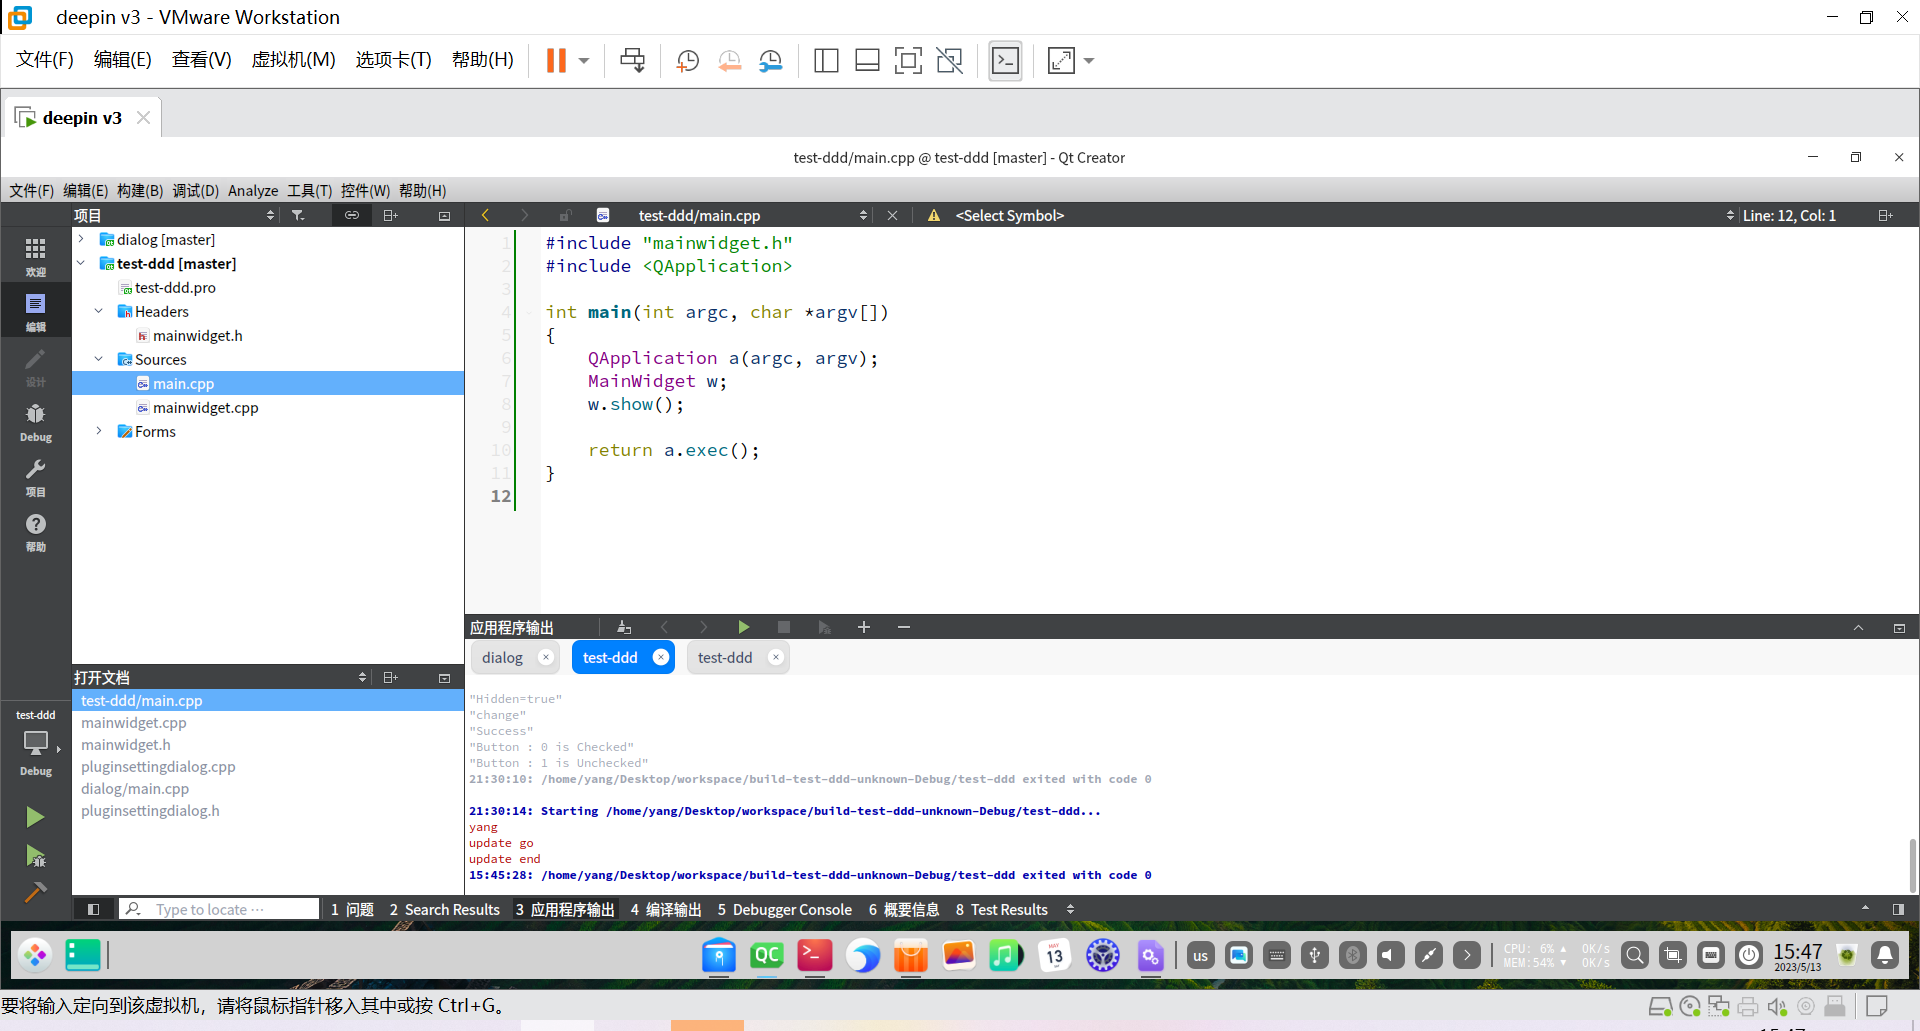 deepin v3 - VMware Workstation
文件(F) 编辑(E) 查看(V) 虚拟机(M) 选项卡(T) 帮助(H)
deepin v3
test-ddd/main.cpp @ test-ddd [master] - Qt Creator
文件(F) 编辑(E) 构建(B) 调试(D) Analyze 工具(T) 控件(W) 帮助(H)
项目
test-ddd/main.cpp
<Select Symbol>
Line: 12, Col: 1
欢迎
编辑
设计
Debug
项目
帮助
test-ddd
Debug
dialog [master]
test-ddd [master]
test-ddd.pro
Headers
mainwidget.h
Sources
main.cpp
mainwidget.cpp
Forms
1 #include "mainwidget.h"
2 #include <QApplication>
3
4 int main(int argc, char *argv[])
5 {
6 QApplication a(argc, argv);
7 MainWidget w;
8 w.show();
9
10 return a.exec();
11 }
12
打开文档
test-ddd/main.cpp
mainwidget.cpp
mainwidget.h
pluginsettingdialog.cpp
dialog/main.cpp
pluginsettingdialog.h
应用程序输出
dialog
test-ddd
test-ddd
"Hidden=true"
"change"
"Success"
"Button : 0 is Checked"
"Button : 1 is Unchecked"
21:30:10: /home/yang/Desktop/workspace/build-test-ddd-unknown-Debug/test-ddd exited with code 0
21:30:14: Starting /home/yang/Desktop/workspace/build-test-ddd-unknown-Debug/test-ddd...
yang
update go
update end
15:45:28: /home/yang/Desktop/workspace/build-test-ddd-unknown-Debug/test-ddd exited with code 0
Type to locate ...
1 问题 2 Search Results 3 应用程序输出 4 编译输出 5 Debugger Console 6 概要信息 8 Test Results
QC
MAY
13
us
CPU: 6% 0K/s
MEM:54% 0K/s
15:47
2023/5/13
要将输入定向到该虚拟机，请将鼠标指针移入其中或按 Ctrl+G。